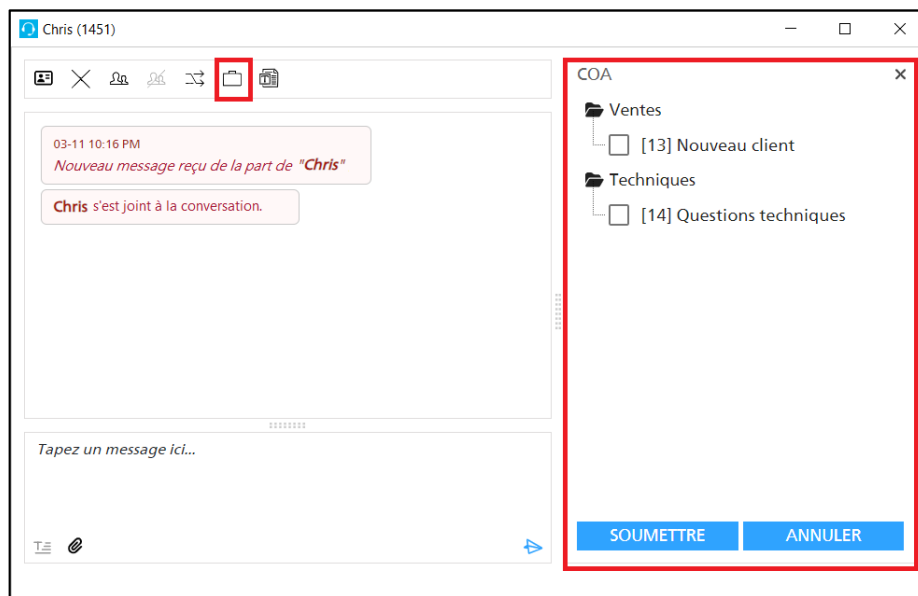 Chris (1451)
03-11 10:16 PM
Nouveau message reçu de la part de "Chris"
Chris s'est joint à la conversation.
Tapez un message ici...
COA
Ventes
[13] Nouveau client
Techniques
[14] Questions techniques
SOUMETTRE
ANNULER